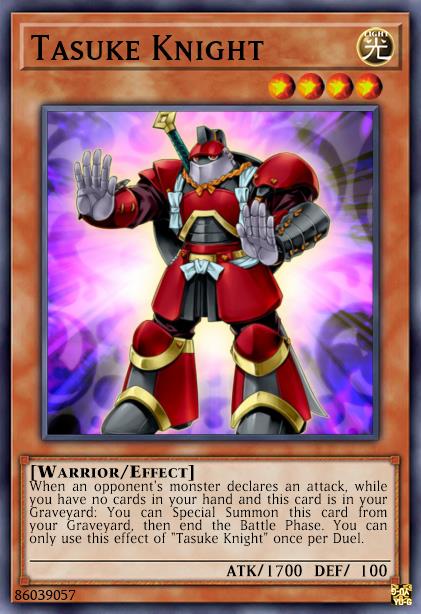 TASUKE KNIGHT
LIGHT
光
[WARRIOR/EFFECT]
When an opponent's monster declares an attack, while
you have no cards in your hand and this card is in your
Graveyard: You can Special Summon this card from
your Graveyard, then end the Battle Phase. You can
only use this effect of "Tasuke Knight" once per Duel.
ATK/1700 DEF/ 100
86039057